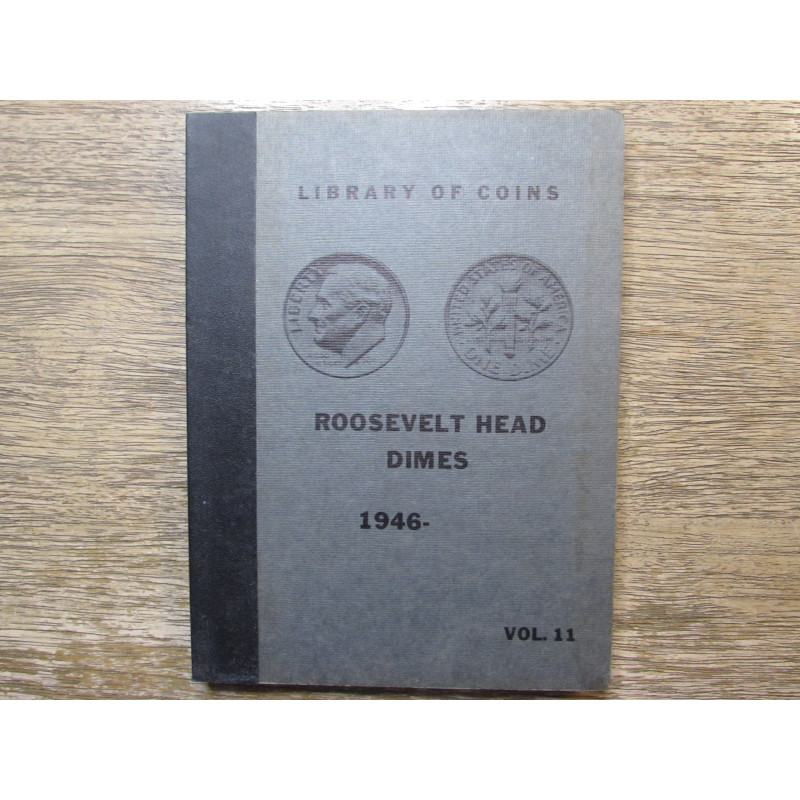 LIBRARY OF COINS
LIBERTY
UNITED STATES OF AMERICA
ONE DIME
ROOSEVELT HEAD
DIMES
1946-
VOL. 11